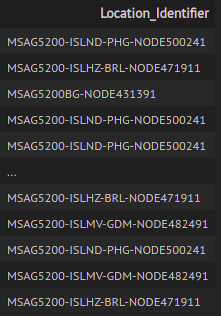 Location_Identifier
MSAG5200-ISLND-PHG-NODE500241
MSAG5200-ISLHZ-BRL-NODE471911
MSAG5200BG-NODE431391
MSAG5200-ISLND-PHG-NODE500241
MSAG5200-ISLND-PHG-NODE500241
...
MSAG5200-ISLHZ-BRL-NODE471911
MSAG5200-ISLMV-GDM-NODE482491
MSAG5200-ISLND-PHG-NODE500241
MSAG5200-ISLMV-GDM-NODE482491
MSAG5200-ISLHZ-BRL-NODE471911